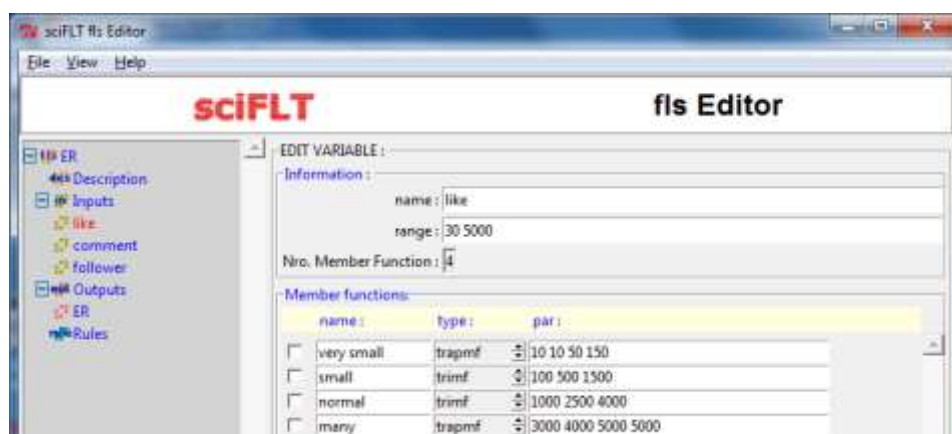 sciFLT fls Editor
File View Help
sciFLT
fls Editor
ER
Description
Inputs
like
comment
follower
Outputs
ER
Rules
EDIT VARIABLE :
Information :
name : like
range : 30 5000
Nro. Member Function : 4
Member functions:
name : type : par :
very small trapmf 10 10 50 150
small trimf 100 500 1500
normal trimf 1000 2500 4000
many trapmf 3000 4000 5000 5000